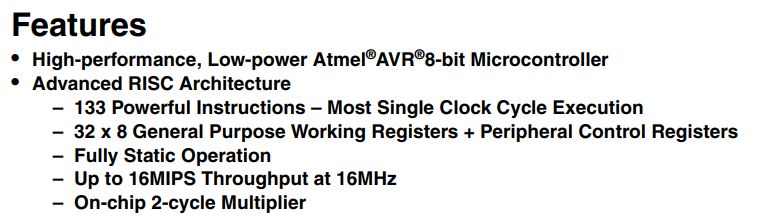 Features
• High-performance, Low-power Atmel®AVR®8-bit Microcontroller
• Advanced RISC Architecture
– 133 Powerful Instructions – Most Single Clock Cycle Execution
– 32 x 8 General Purpose Working Registers + Peripheral Control Registers
– Fully Static Operation
– Up to 16MIPS Throughput at 16MHz
– On-chip 2-cycle Multiplier